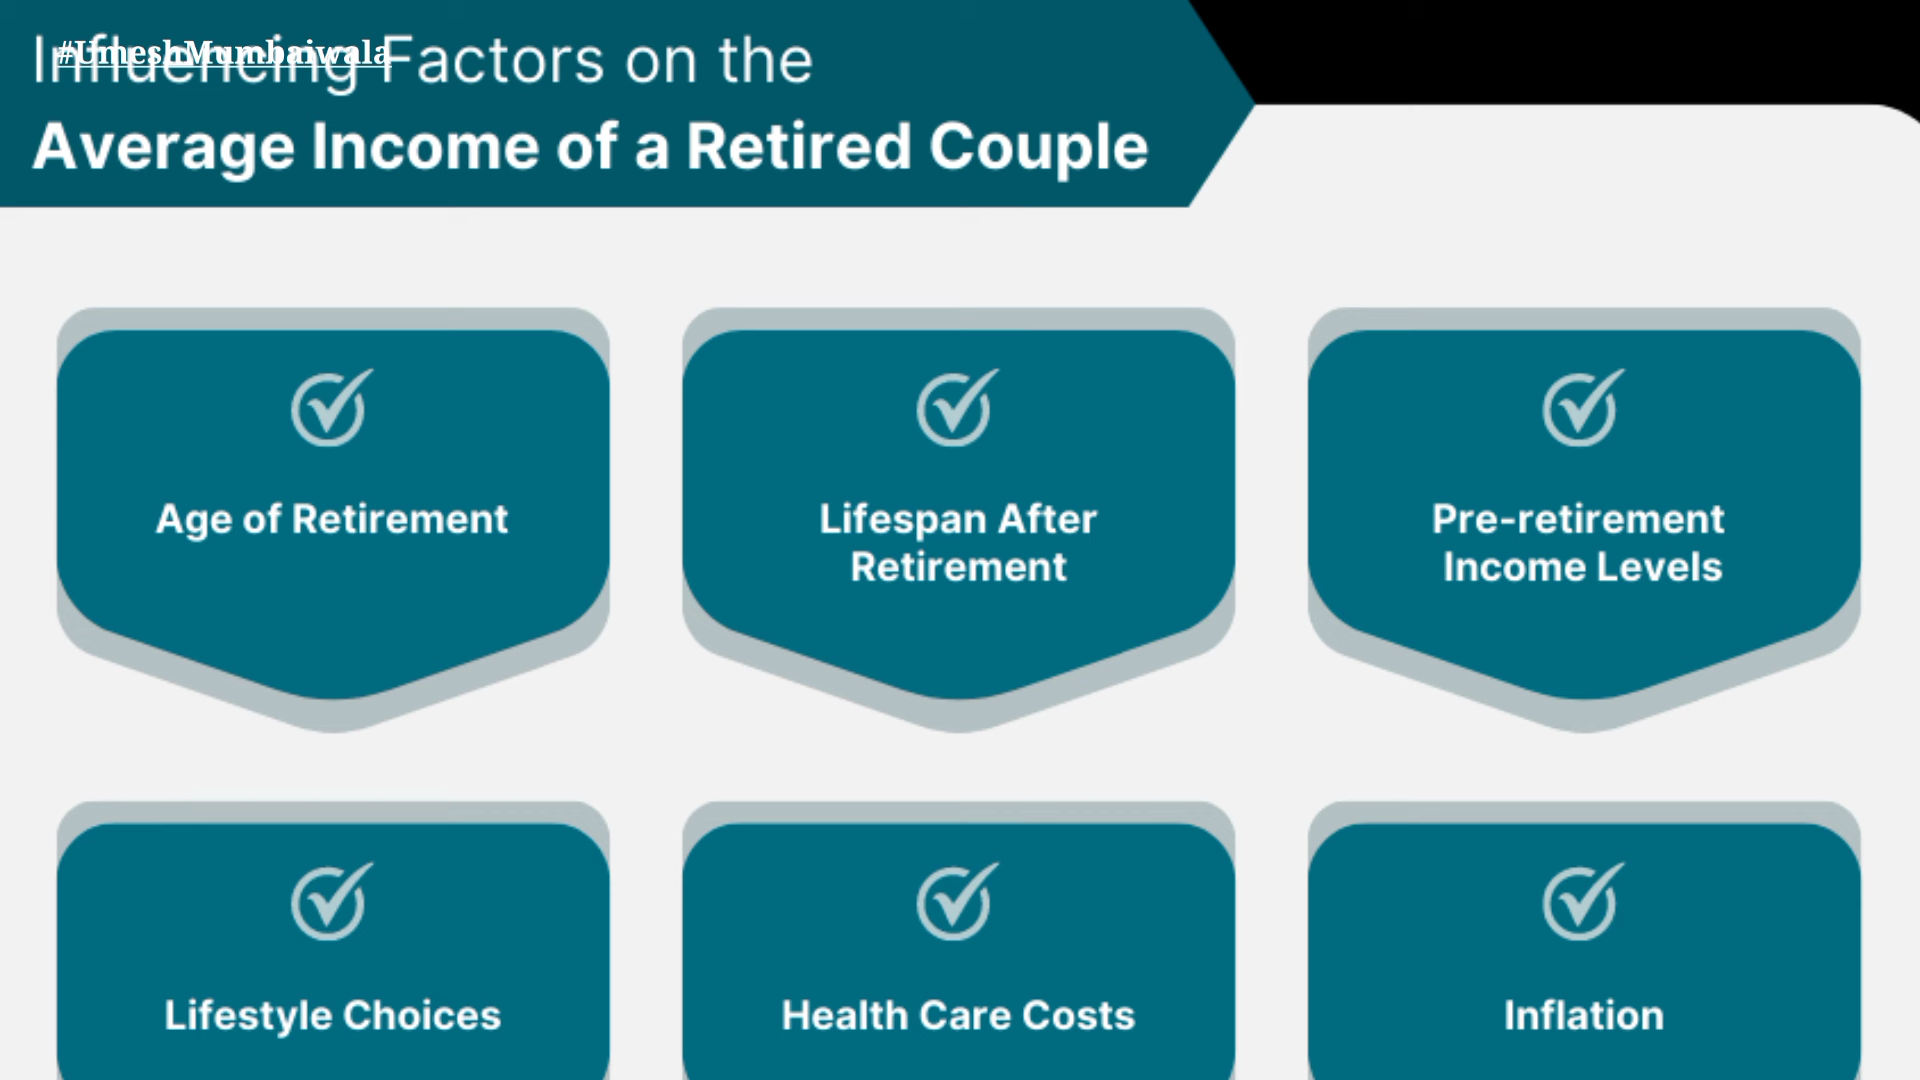 #UmeshMumbaiwala
Influencing Factors on the
Average Income of a Retired Couple
Age of Retirement
Lifespan After
Retirement
Pre-retirement
Income Levels
Lifestyle Choices
Health Care Costs
Inflation